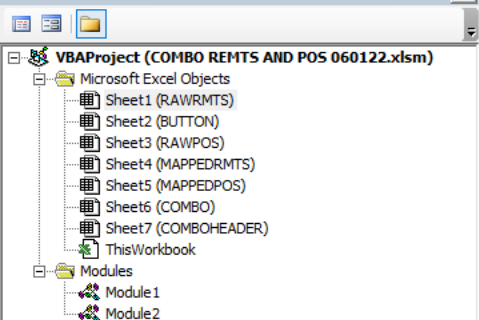 VBAProject (COMBO REMTS AND POS 060122.xlsm)
Microsoft Excel Objects
Sheet1 (RAWRMTS)
Sheet2 (BUTTON)
Sheet3 (RAWPOS)
Sheet4 (MAPPEDRMTS)
Sheet5 (MAPPEDPOS)
Sheet6 (COMBO)
Sheet7 (COMBOHEADER)
ThisWorkbook
Modules
Module1
Module2